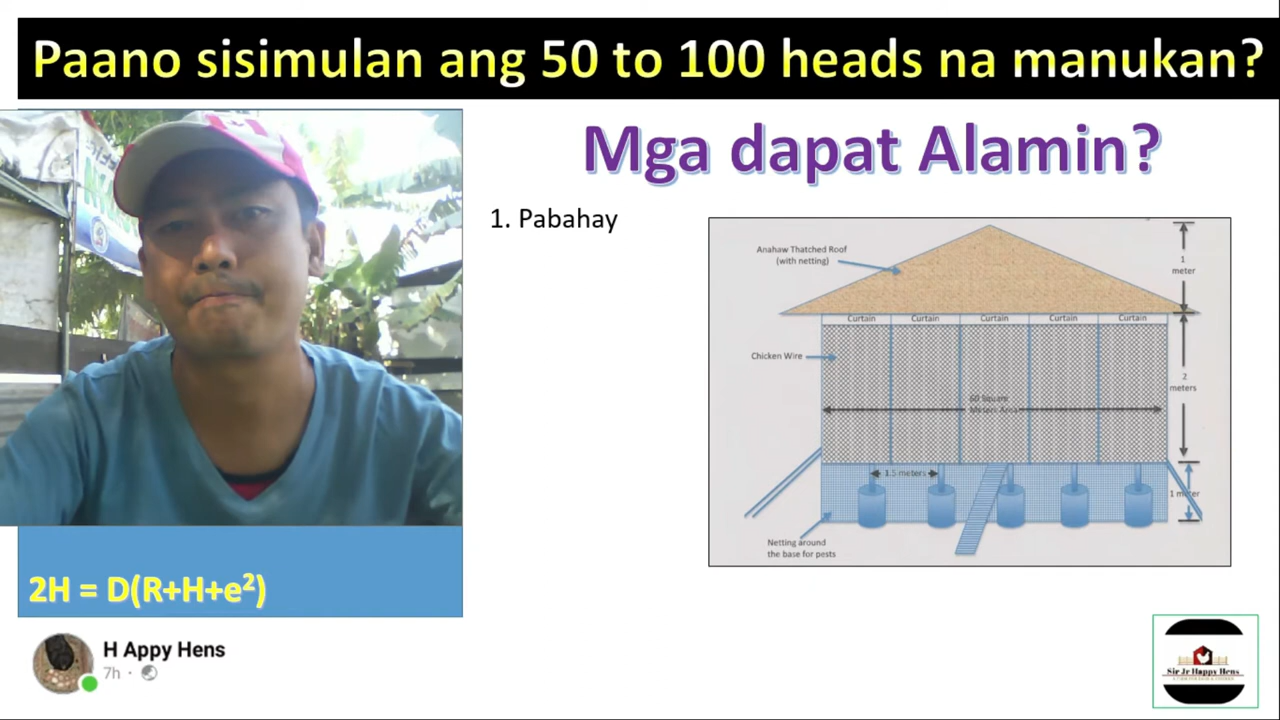 Paano sisimulan ang 50 to 100 heads na manukan?
Mga dapat Alamin?
1. Pabahay
Anahaw Thatched Roof
(with netting)
1
meter
Curtain Curtain Curtain Curtain Curtain
Chicken Wire
2
meters
60 Square
Meters Area
1.5 meters
1 meter
Netting around
the base for pests
2H = D(R+H+e²)
H Appy Hens
7h ·
Sir Jr Happy Hens